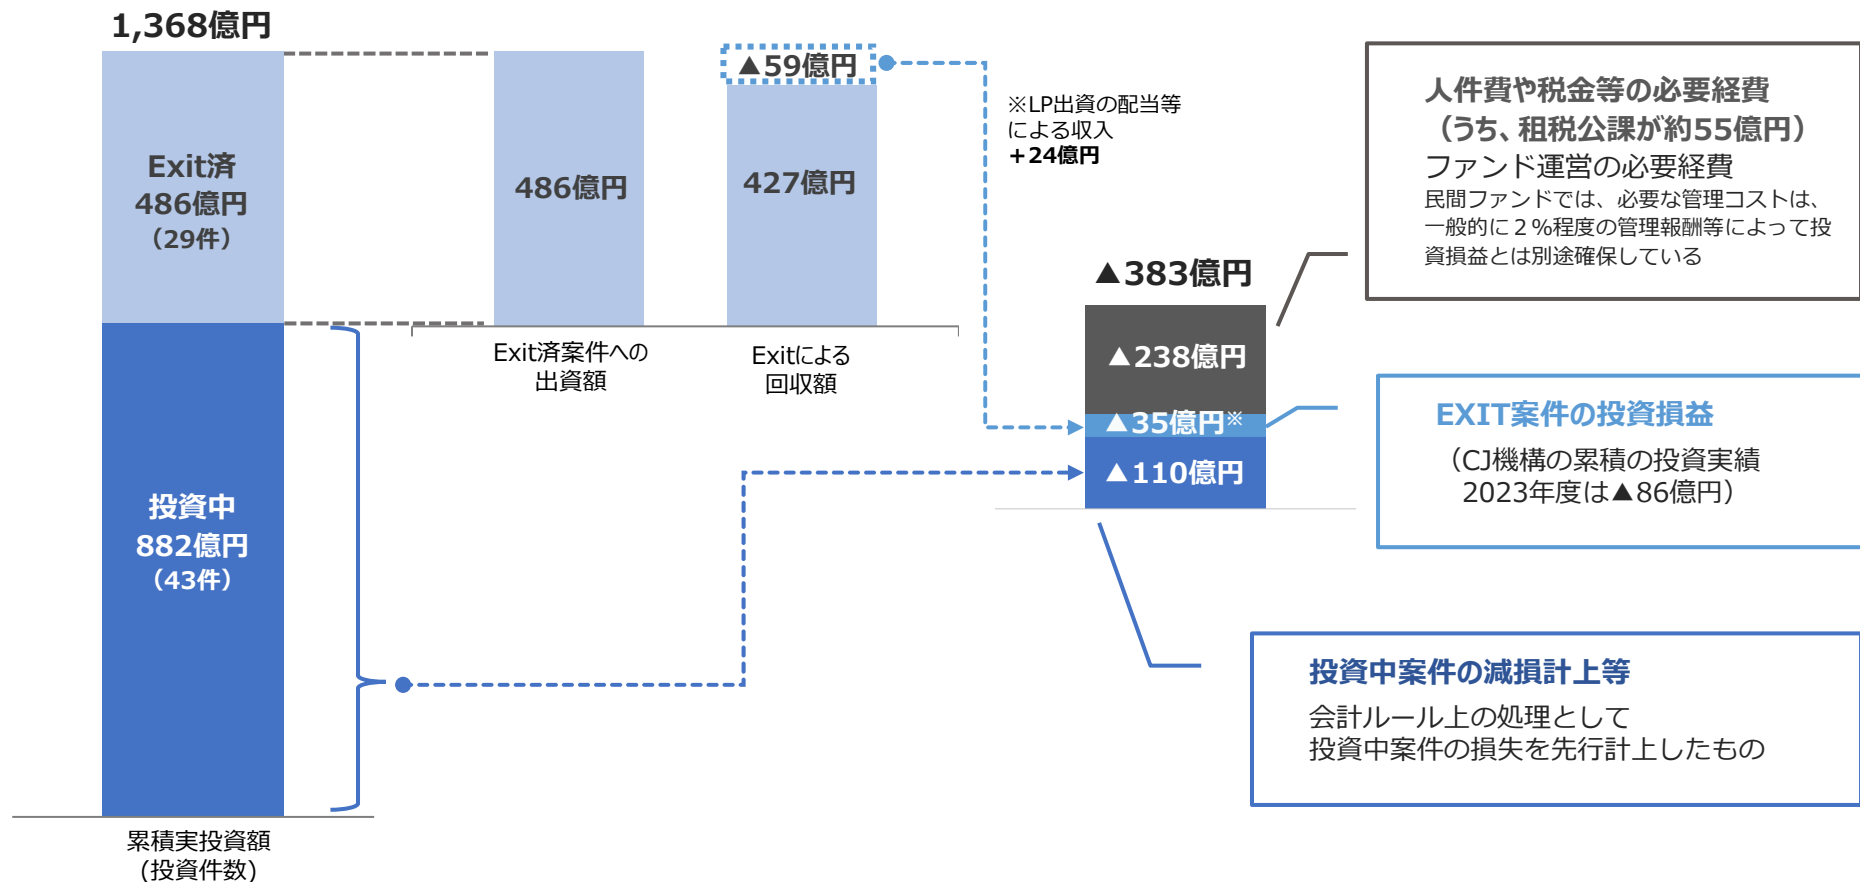 1,368億円
Exit済
486億円
（29件）
投資中
882億円
（43件）
累積実投資額
(投資件数)
486億円
Exit済案件への
出資額
▲59億円
427億円
Exitによる
回収額
※LP出資の配当等
による収入
＋24億円
▲383億円
▲238億円
▲35億円※
▲110億円
人件費や税金等の必要経費
（うち、租税公課が約55億円）
ファンド運営の必要経費
民間ファンドでは、必要な管理コストは、
一般的に２%程度の管理報酬等によって投
資損益とは別途確保している
EXIT案件の投資損益
（CJ機構の累積の投資実績
2023年度は▲86億円）
投資中案件の減損計上等
会計ルール上の処理として
投資中案件の損失を先行計上したもの